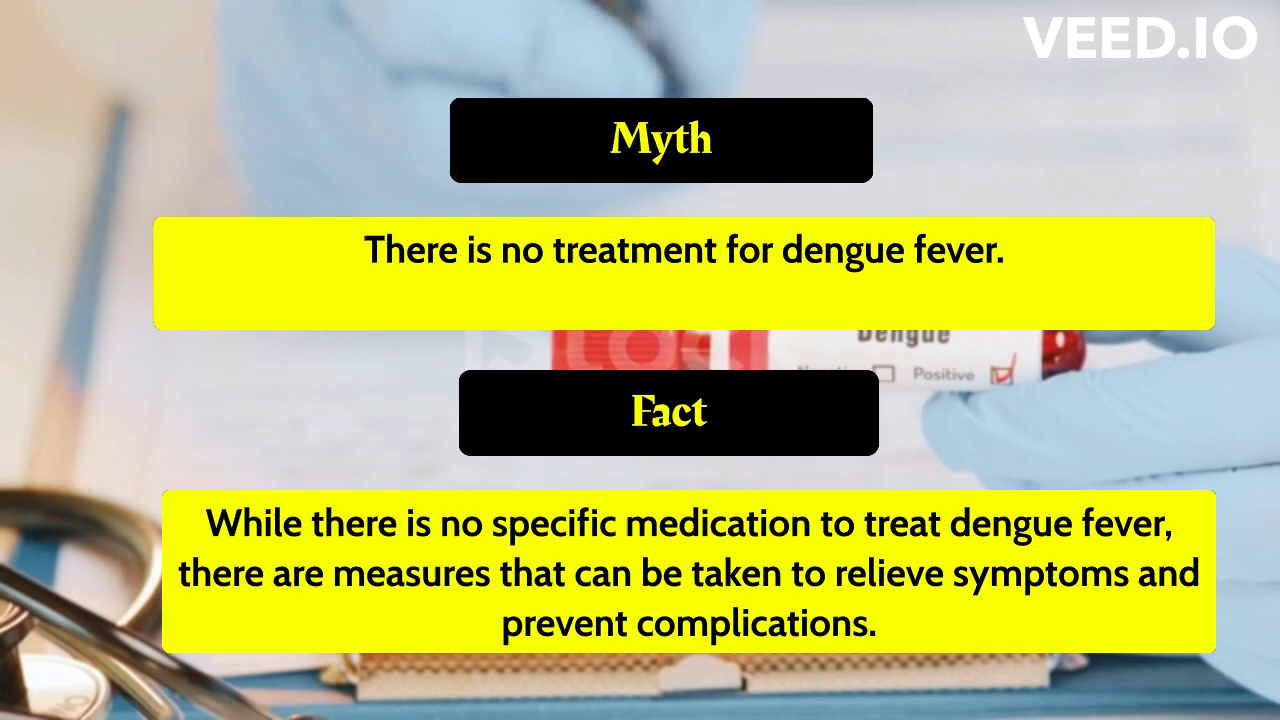 VEED.IO
Myth
There is no treatment for dengue fever.
Dengue
Positive
Fact
While there is no specific medication to treat dengue fever,
there are measures that can be taken to relieve symptoms and
prevent complications.